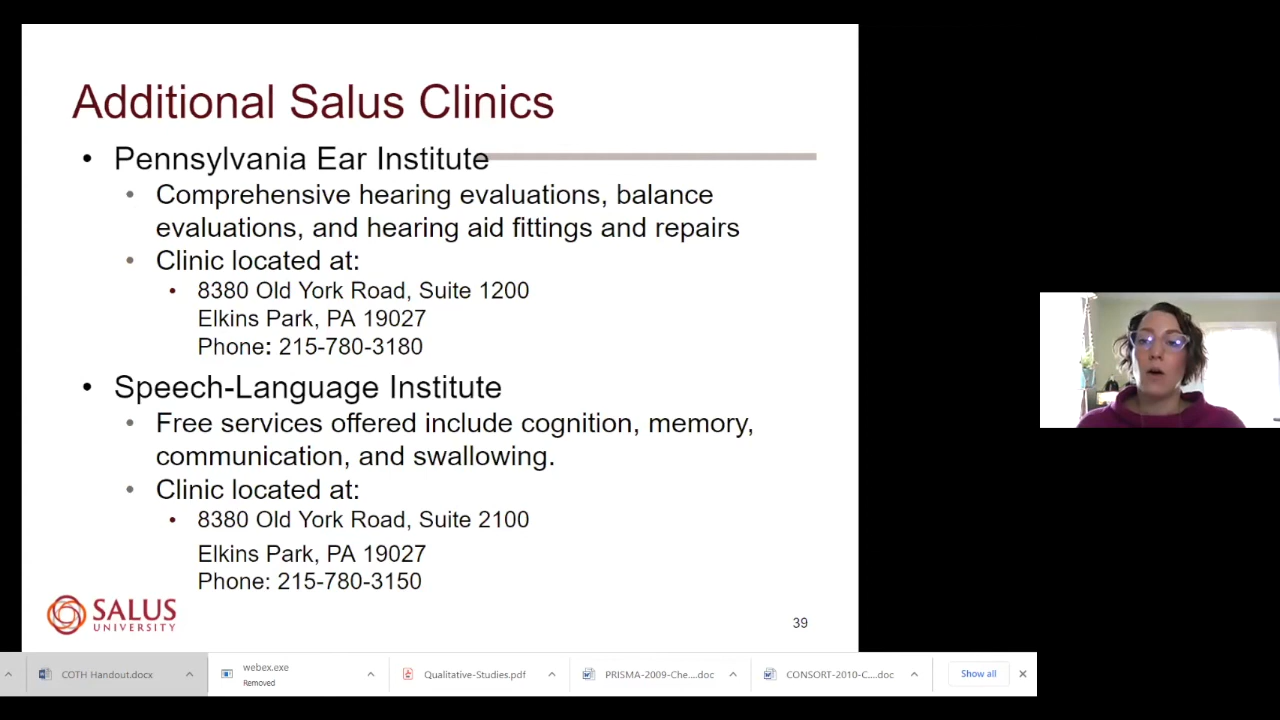 Additional Salus Clinics
• Pennsylvania Ear Institute
• Comprehensive hearing evaluations, balance
evaluations, and hearing aid fittings and repairs
• Clinic located at:
• 8380 Old York Road, Suite 1200
Elkins Park, PA 19027
Phone: 215-780-3180
• Speech-Language Institute
• Free services offered include cognition, memory,
communication, and swallowing.
• Clinic located at:
• 8380 Old York Road, Suite 2100
Elkins Park, PA 19027
Phone: 215-780-3150
SALUS
UNIVERSITY
39
COTH Handout.docx
webex.exe
Removed
Qualitative-Studies.pdf
PRISMA-2009-Che....doc
CONSORT-2010-C....doc
Show all